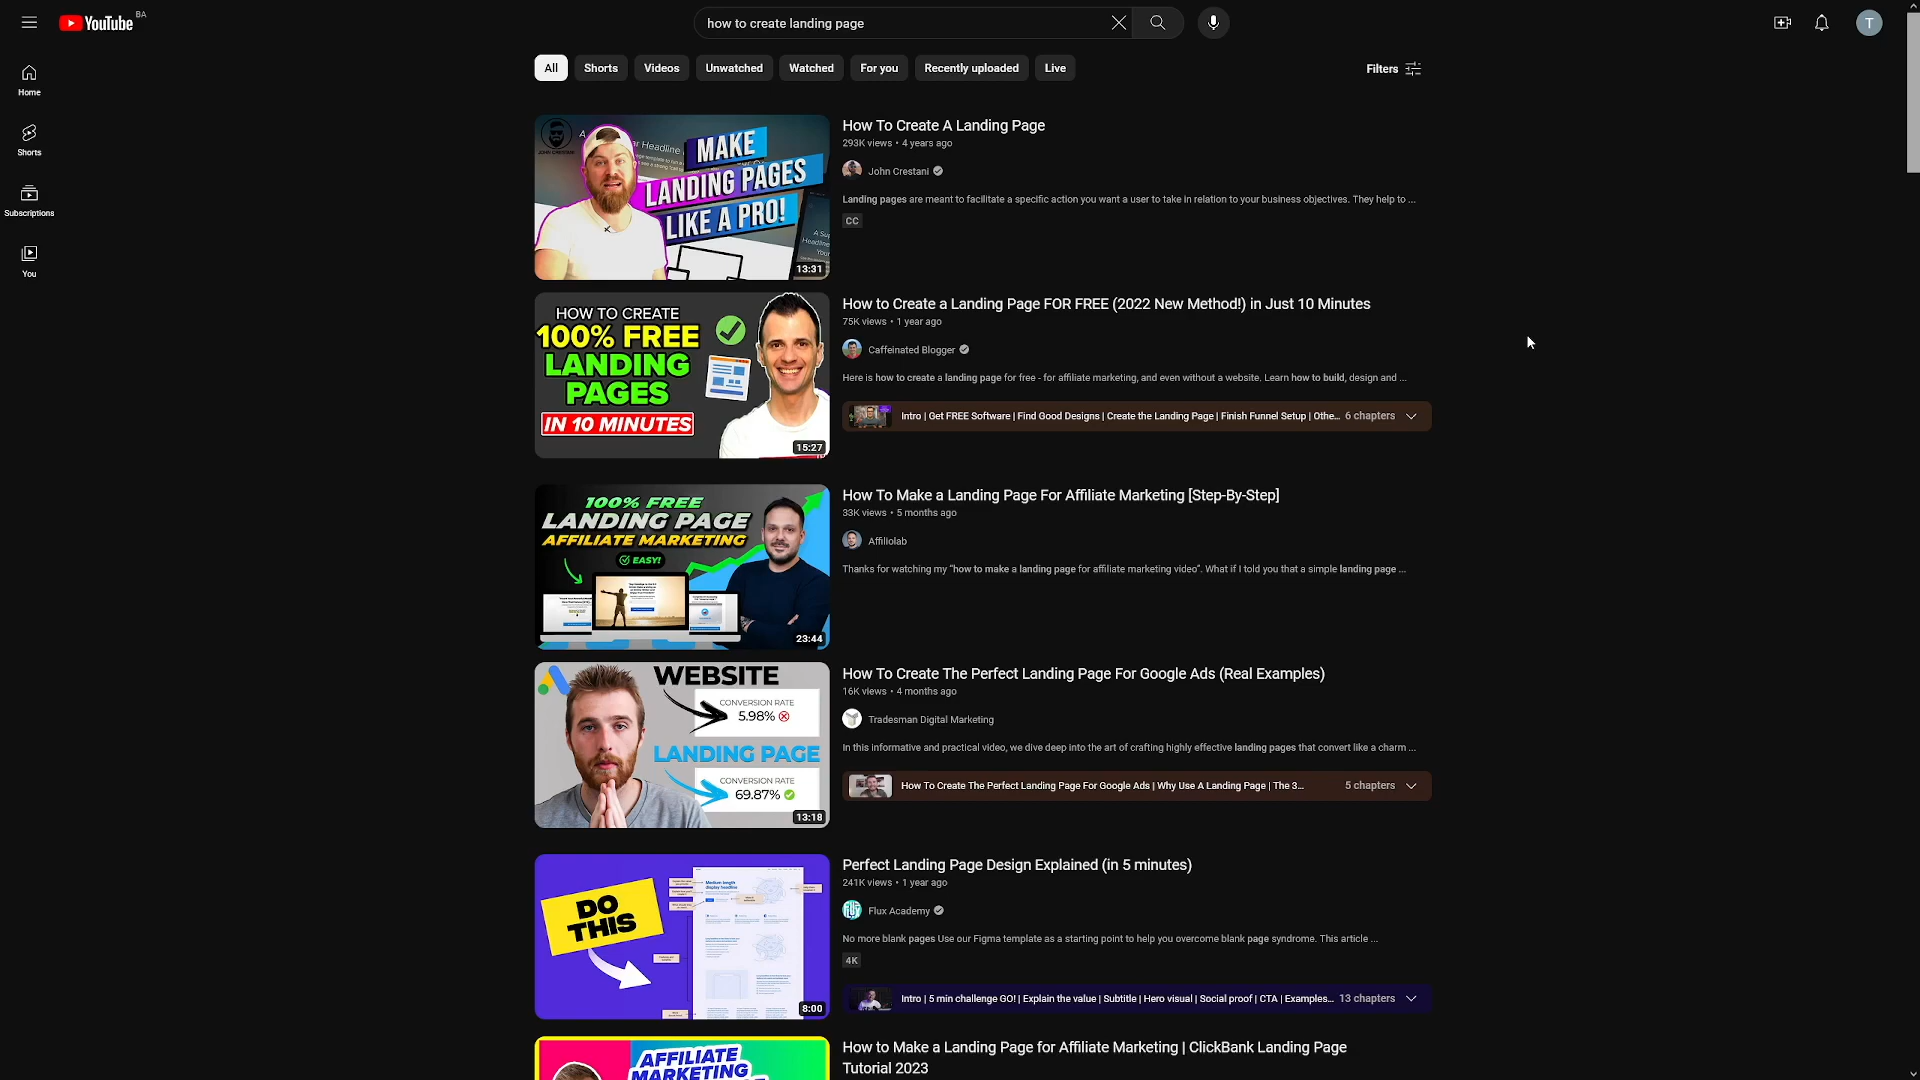 YouTube BA
how to create landing page
T
Home
Shorts
Subscriptions
You
All Shorts Videos Unwatched Watched For you Recently uploaded Live
Filters
JOHN CRESTANI
MAKE
LANDING PAGES
LIKE A PRO!
13:31
How To Create A Landing Page
293K views • 4 years ago
John Crestani
Landing pages are meant to facilitate a specific action you want a user to take in relation to your business objectives. They help to ...
CC
HOW TO CREATE
100% FREE
LANDING
PAGES
IN 10 MINUTES
15:27
How to Create a Landing Page FOR FREE (2022 New Method!) in Just 10 Minutes
75K views • 1 year ago
Caffeinated Blogger
Here is how to create a landing page for free - for affiliate marketing, and even without a website. Learn how to build, design and ...
Intro | Get FREE Software | Find Good Designs | Create the Landing Page | Finish Funnel Setup | Othe... 6 chapters
100% FREE
LANDING PAGE
AFFILIATE MARKETING
EASY!
23:44
How To Make a Landing Page For Affiliate Marketing [Step-By-Step]
33K views • 5 months ago
Affiliolab
Thanks for watching my "how to make a landing page for affiliate marketing video". What if I told you that a simple landing page ...
WEBSITE
CONVERSION RATE
5.98%
LANDING PAGE
CONVERSION RATE
69.87%
13:18
How To Create The Perfect Landing Page For Google Ads (Real Examples)
16K views • 4 months ago
Tradesman Digital Marketing
In this informative and practical video, we dive deep into the art of crafting highly effective landing pages that convert like a charm ...
How To Create The Perfect Landing Page For Google Ads | Why Use A Landing Page | The 3... 5 chapters
DO
THIS
Medium length
display headline
8:00
Perfect Landing Page Design Explained (in 5 minutes)
241K views • 1 year ago
Flux Academy
No more blank pages Use our Figma template as a starting point to help you overcome blank page syndrome. This article ...
4K
Intro | 5 min challenge GO! | Explain the value | Subtitle | Hero visual | Social proof | CTA | Examples... 13 chapters
AFFILIATE
MARKETING
How to Make a Landing Page for Affiliate Marketing | ClickBank Landing Page
Tutorial 2023